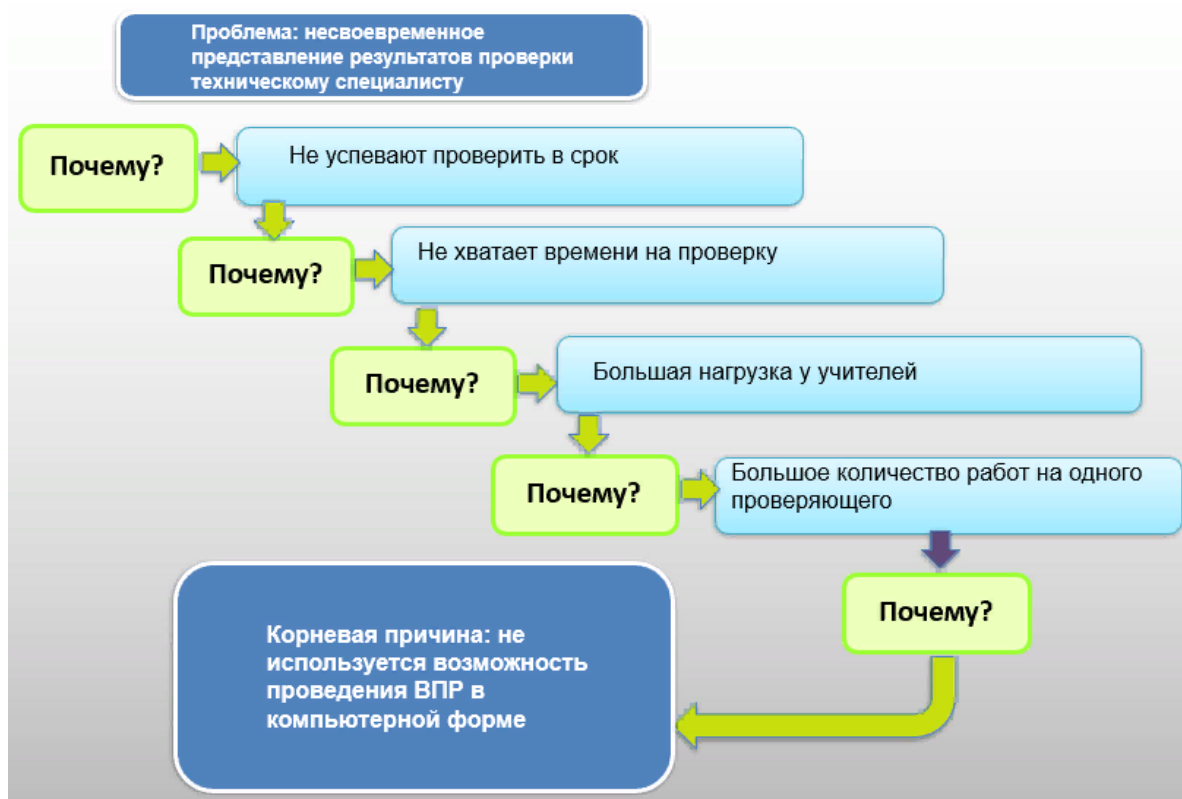 Проблема: несвоевременное
представление результатов проверки
техническому специалисту
Почему?
Не успевают проверить в срок
Почему?
Не хватает времени на проверку
Почему?
Большая нагрузка у учителей
Почему?
Большое количество работ на одного
проверяющего
Почему?
Корневая причина: не
используется возможность
проведения ВПР в
компьютерной форме